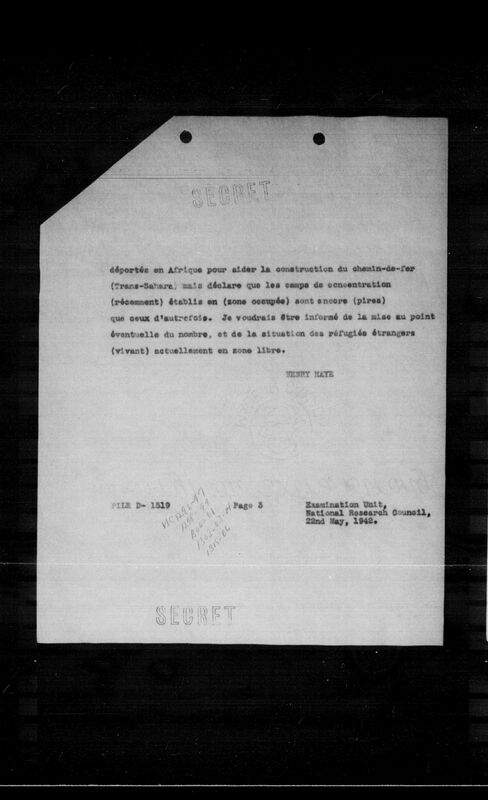 SECRET
déportés en Afrique pour aider la construction du chemin-de-fer
(Trans-Sahara) mais déclare que les camps de concentration
(récemment) établis en (zone occupée) sont encore (pires)
que ceux d'autrefois. Je voudrais être informé de la mise au point
éventuelle du nombre, et de la situation des réfugiés étrangers
(vivant) actuellement en zone libre.
HENRY HAYE
FILE D- 1519
Page 3
Examination Unit,
National Research Council,
22nd May, 1942.
SECRET